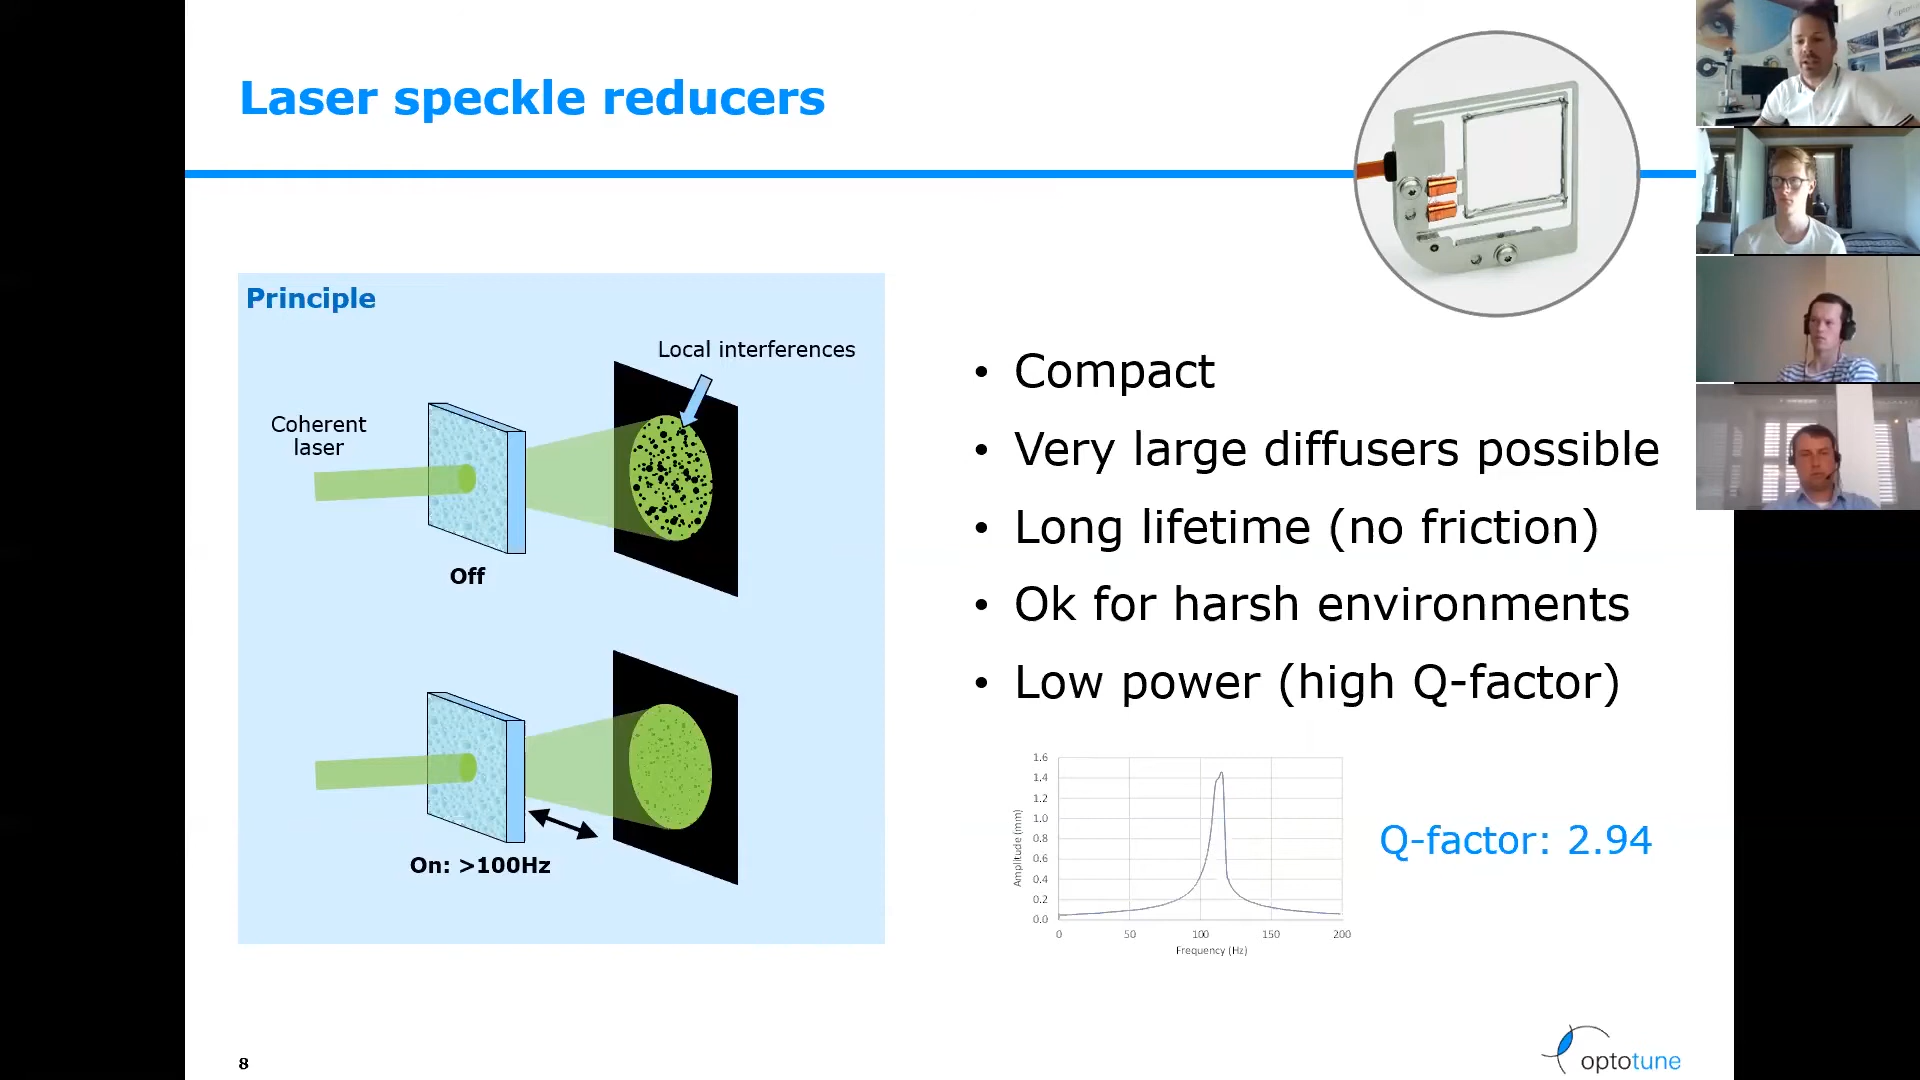 Laser speckle reducers
Principle
Local interferences
Coherent
laser
Off
On: >100Hz
• Compact
• Very large diffusers possible
• Long lifetime (no friction)
• Ok for harsh environments
• Low power (high Q-factor)
1.6
1.4
1.2
1.0
0.8
0.6
0.4
0.2
0.0
Amplitude (mm)
0 50 100 150 200
Frequency (Hz)
Q-factor: 2.94
8
optotune